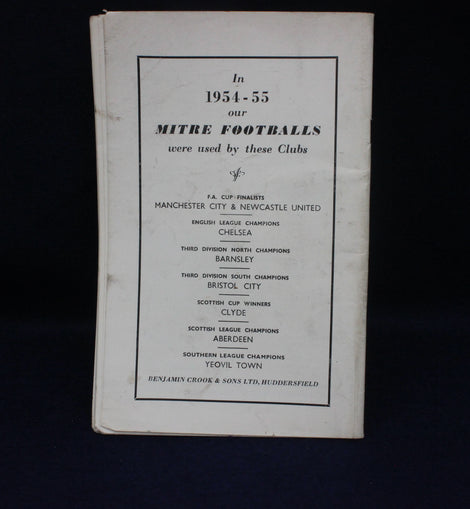 In
1954-55
our
MITRE FOOTBALLS
were used by these Clubs
F.A. CUP FINALISTS
MANCHESTER CITY & NEWCASTLE UNITED
ENGLISH LEAGUE CHAMPIONS
CHELSEA
THIRD DIVISION NORTH CHAMPIONS
BARNSLEY
THIRD DIVISION SOUTH CHAMPIONS
BRISTOL CITY
SCOTTISH CUP WINNERS
CLYDE
SCOTTISH LEAGUE CHAMPIONS
ABERDEEN
SOUTHERN LEAGUE CHAMPIONS
YEOVIL TOWN
BENJAMIN CROOK & SONS LTD, HUDDERSFIELD